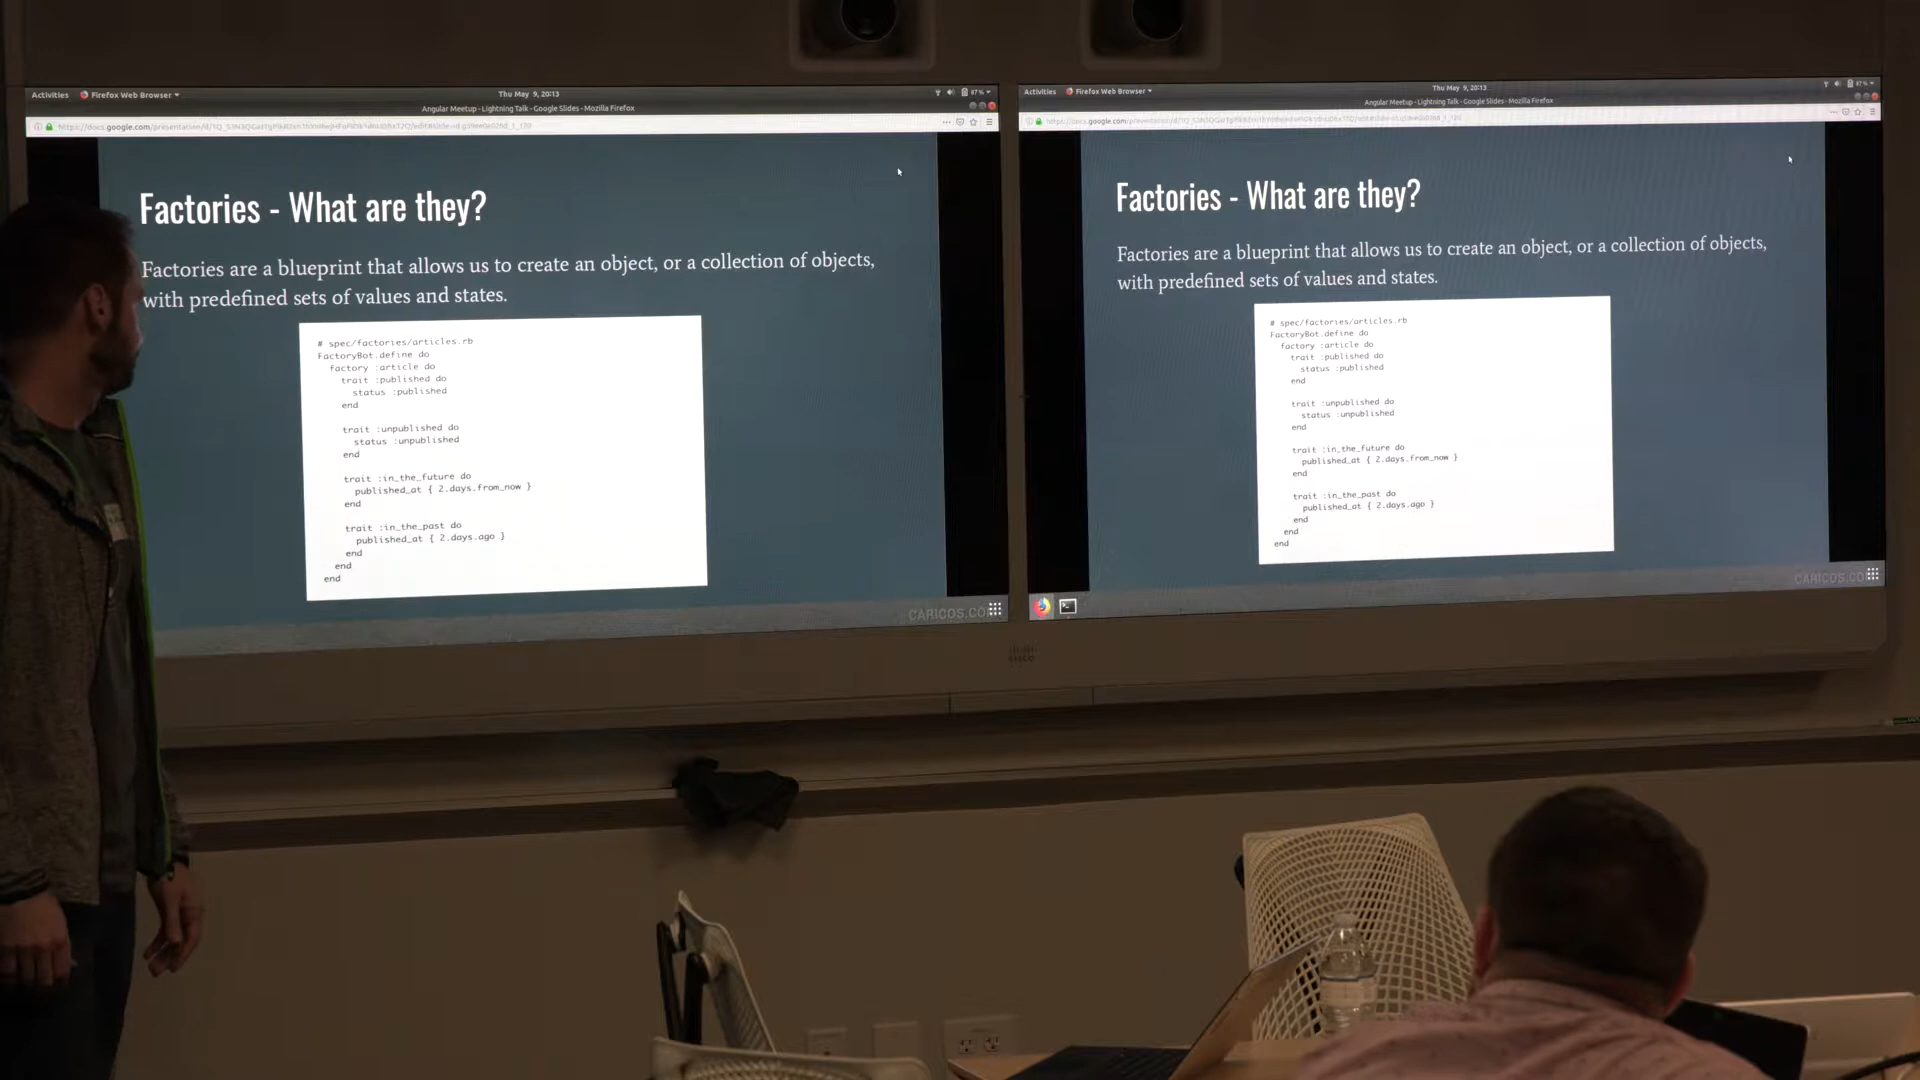 Activities Firefox Web Browser
Thu May 9, 20:13
87%
Angular Meetup - Lightning Talk - Google Slides - Mozilla Firefox
Factories - What are they?
Factories are a blueprint that allows us to create an object, or a collection of objects,
with predefined sets of values and states.
# spec/factories/articles.rb
FactoryBot.define do
factory :article do
trait :published do
status :published
end
trait :unpublished do
status :unpublished
end
trait :in_the_future do
published_at { 2.days.from_now }
end
trait :in_the_past do
published_at { 2.days.ago }
end
end
end
CARICOS.CO
Activities Firefox Web Browser
Thu May 9, 20:13
87%
Angular Meetup - Lightning Talk - Google Slides - Mozilla Firefox
Factories - What are they?
Factories are a blueprint that allows us to create an object, or a collection of objects,
with predefined sets of values and states.
# spec/factories/articles.rb
FactoryBot.define do
factory :article do
trait :published do
status :published
end
trait :unpublished do
status :unpublished
end
trait :in_the_future do
published_at { 2.days.from_now }
end
trait :in_the_past do
published_at { 2.days.ago }
end
end
end
CARICOS.CO
CISCO